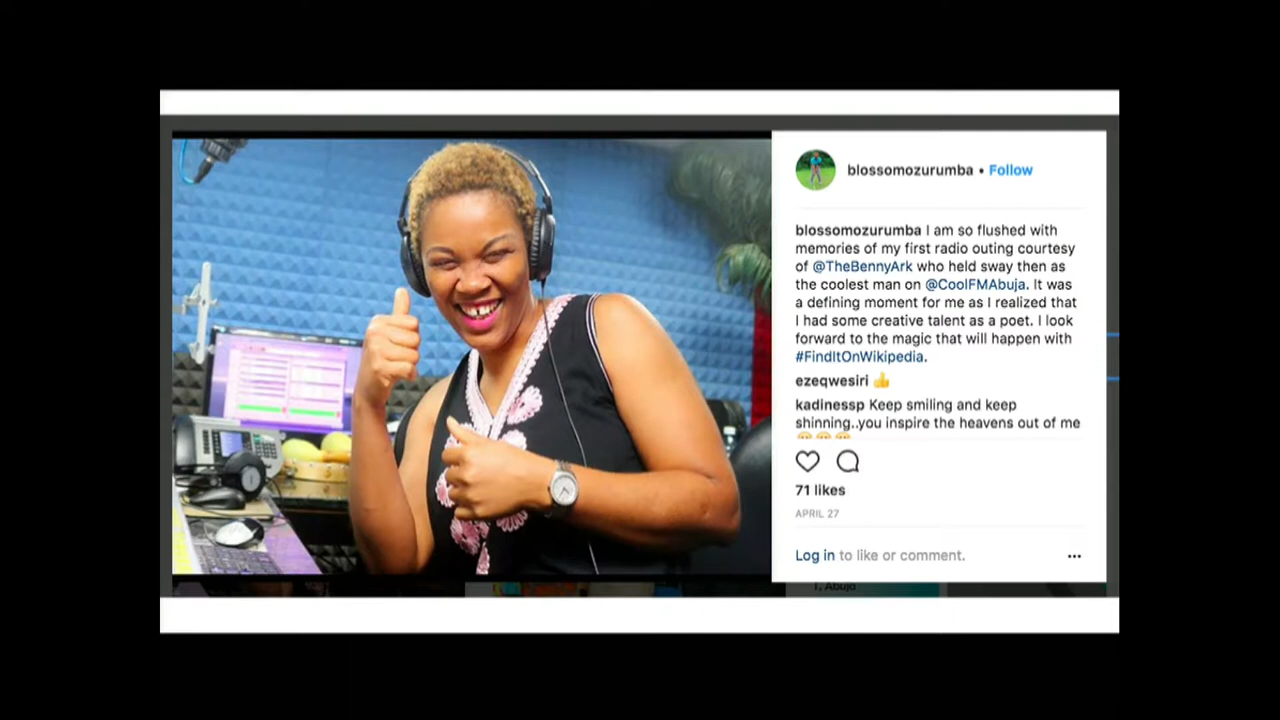 blossomozurumba • Follow
blossomozurumba I am so flushed with
memories of my first radio outing courtesy
of @TheBennyArk who held sway then as
the coolest man on @CoolFMAbuja. It was
a defining moment for me as I realized that
I had some creative talent as a poet. I look
forward to the magic that will happen with
#FindItOnWikipedia.
ezeqwesiri 👍
kadinessp Keep smiling and keep
shinning..you inspire the heavens out of me
71 likes
APRIL 27
Log in to like or comment.